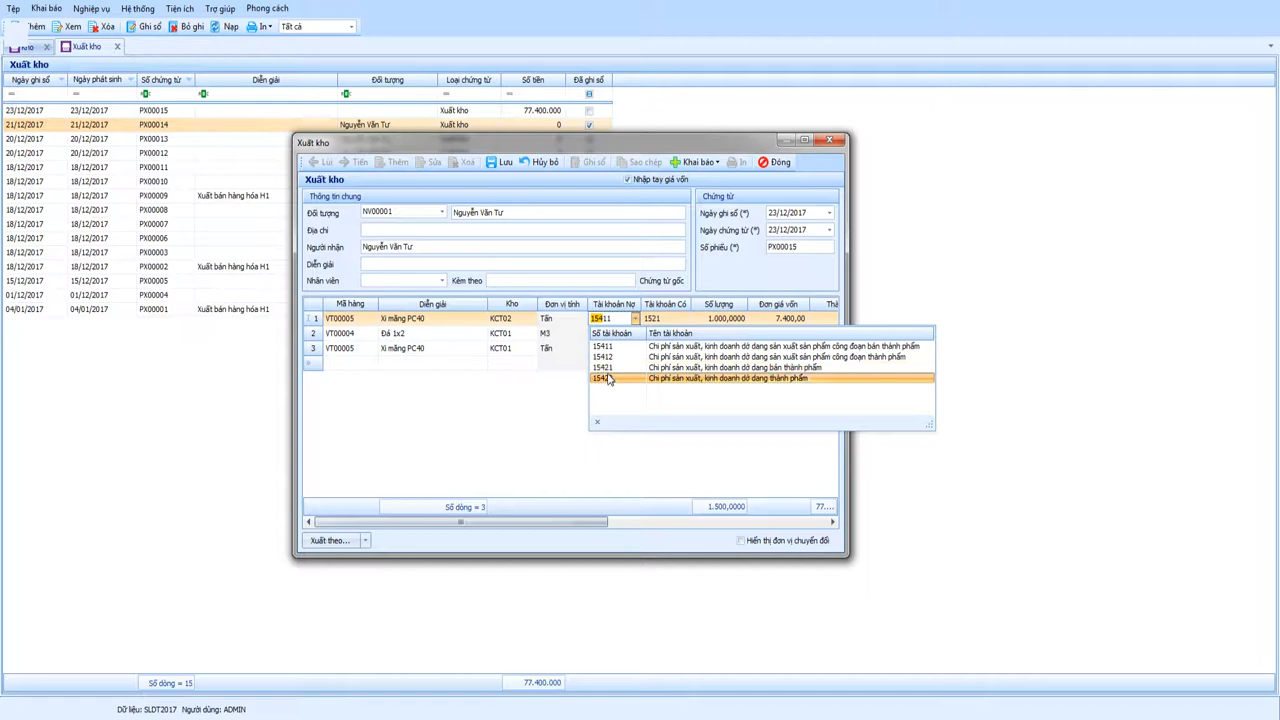 Tệp Khai báo Nghiệp vụ Hệ thống Tiện ích Trợ giúp Phong cách
Thêm Xem Xóa Ghi sổ Bỏ ghi Nạp In Tất cả
kho Xuất kho
Xuất kho
Ngày ghi sổ Ngày phát sinh Số chứng từ Diễn giải Đối tượng Loại chứng từ Số tiền Đã ghi sổ
23/12/2017 23/12/2017 PX00015 Xuất kho 77.400.000
21/12/2017 21/12/2017 PX00014 Nguyễn Văn Tư Xuất kho 0
20/12/2017 20/12/2017 PX00013
20/12/2017 20/12/2017 PX00012
18/12/2017 18/12/2017 PX00011
18/12/2017 18/12/2017 PX00010
18/12/2017 18/12/2017 PX00009 Xuất bán hàng hóa H1
18/12/2017 18/12/2017 PX00008
18/12/2017 18/12/2017 PX00007
18/12/2017 18/12/2017 PX00006
18/12/2017 18/12/2017 PX00003
18/12/2017 18/12/2017 PX00002 Xuất bán hàng hóa H1
15/12/2017 15/12/2017 PX00005
01/12/2017 01/12/2017 PX00004
04/01/2017 04/01/2017 PX00001 Xuất bán hàng hóa H1
Xuất kho
Lùi Tiến Thêm Sửa Xoá Lưu Hủy bỏ Ghi sổ Sao chép Khai báo In Đóng
Xuất kho Nhập tay giá vốn
Thông tin chung Chứng từ
Đối tượng NV00001 Nguyễn Văn Tư Ngày ghi sổ (*) 23/12/2017
Địa chỉ Ngày chứng từ (*) 23/12/2017
Người nhận Nguyễn Văn Tư Số phiếu (*) PX00015
Diễn giải
Nhân viên Kèm theo Chứng từ gốc
Mã hàng Diễn giải Kho Đơn vị tính Tài khoản Nợ Tài khoản Có Số lượng Đơn giá vốn
1 VT00005 Xi măng PC40 KCT02 Tấn 15411 1521 1.000,0000 7.400,00
2 VT00004 Đá 1x2 KCT01 M3
3 VT00005 Xi măng PC40 KCT01 Tấn
Số tài khoản Tên tài khoản
15411 Chi phí sản xuất, kinh doanh dở dang sản xuất sản phẩm công đoạn bán thành phẩm
15412 Chi phí sản xuất, kinh doanh dở dang sản xuất sản phẩm công đoạn thành phẩm
15421 Chi phí sản xuất, kinh doanh dở dang bán thành phẩm
Chi phí sản xuất, kinh doanh dở dang thành phẩm
Số dòng = 3 1.500,0000 77....
Xuất theo... Hiển thị đơn vị chuyển đổi
Số dòng = 15 77.400.000
Dữ liệu: SLDT2017 Người dùng: ADMIN